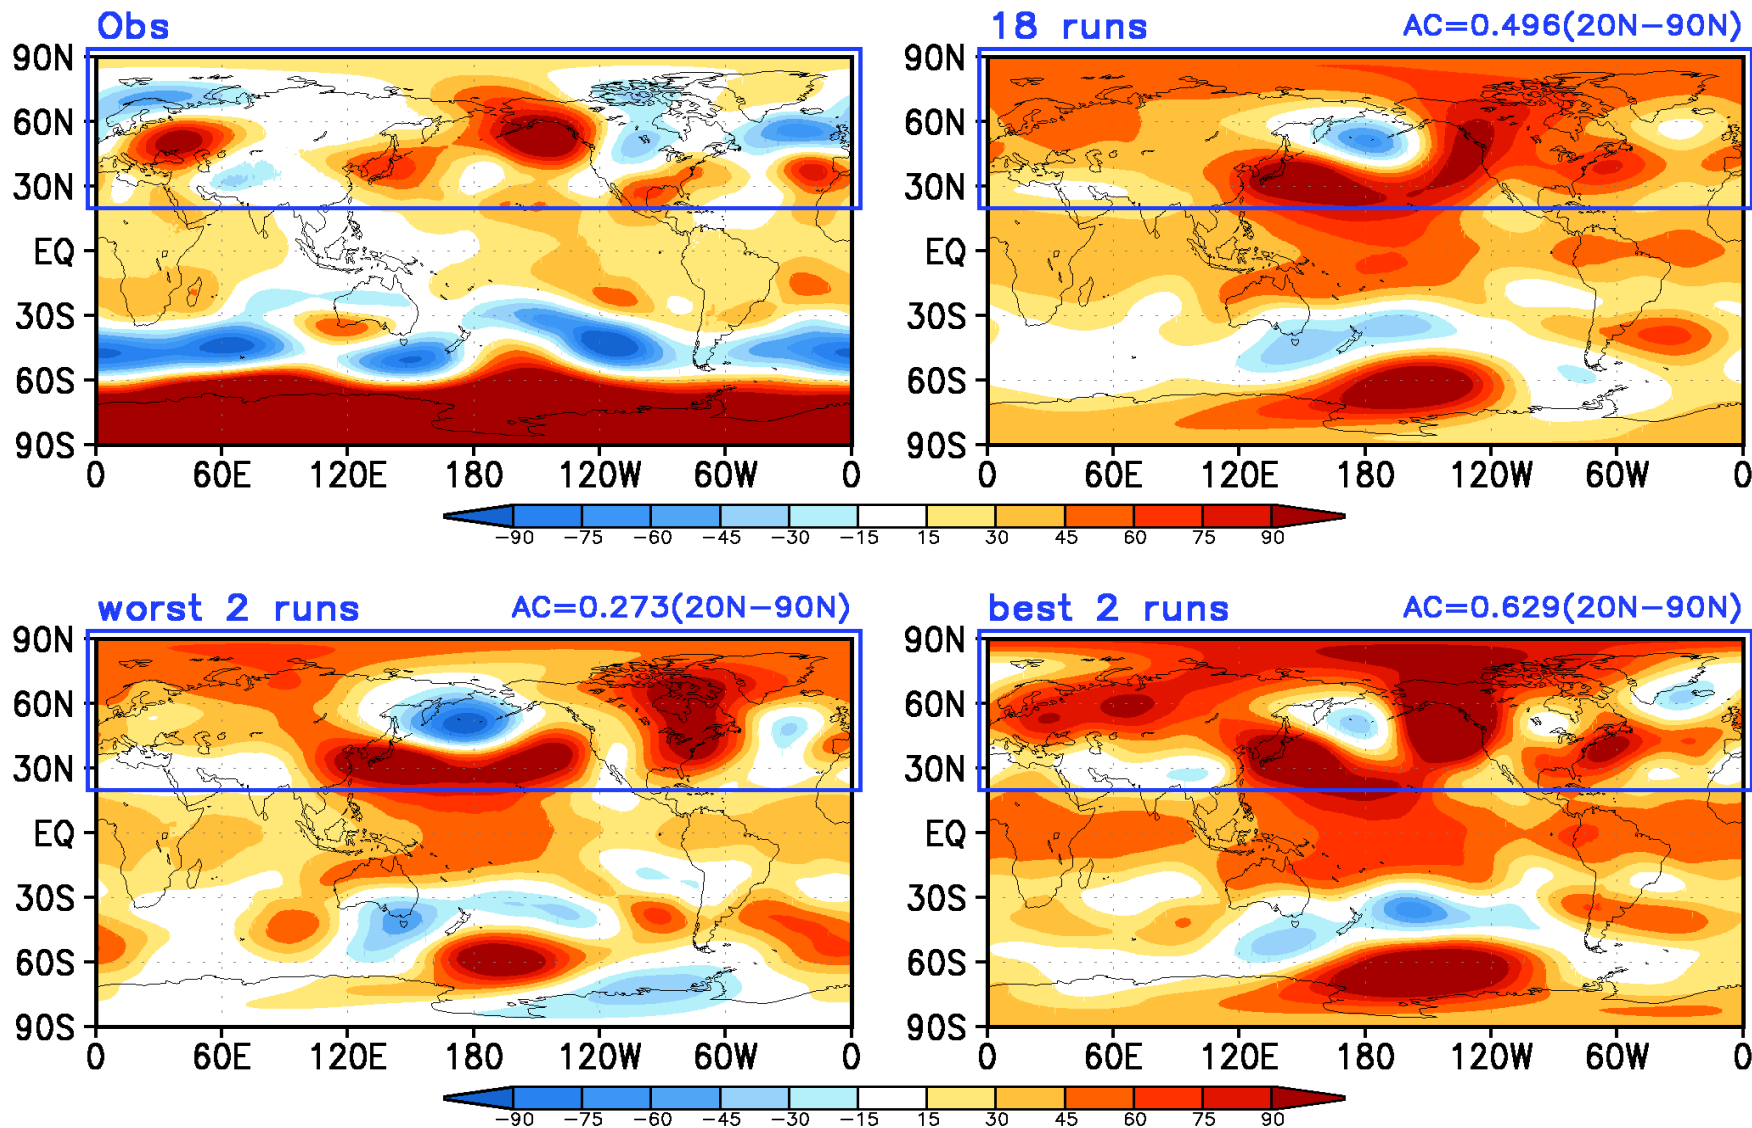 Obs
18 runs AC=0.496(20N−90N)
90N
60N
30N
EQ
30S
60S
90S
0 60E 120E 180 120W 60W 0
90N
60N
30N
EQ
30S
60S
90S
0 60E 120E 180 120W 60W 0
−90 −75 −60 −45 −30 −15 15 30 45 60 75 90
worst 2 runs AC=0.273(20N−90N)
best 2 runs AC=0.629(20N−90N)
90N
60N
30N
EQ
30S
60S
90S
0 60E 120E 180 120W 60W 0
90N
60N
30N
EQ
30S
60S
90S
0 60E 120E 180 120W 60W 0
−90 −75 −60 −45 −30 −15 15 30 45 60 75 90